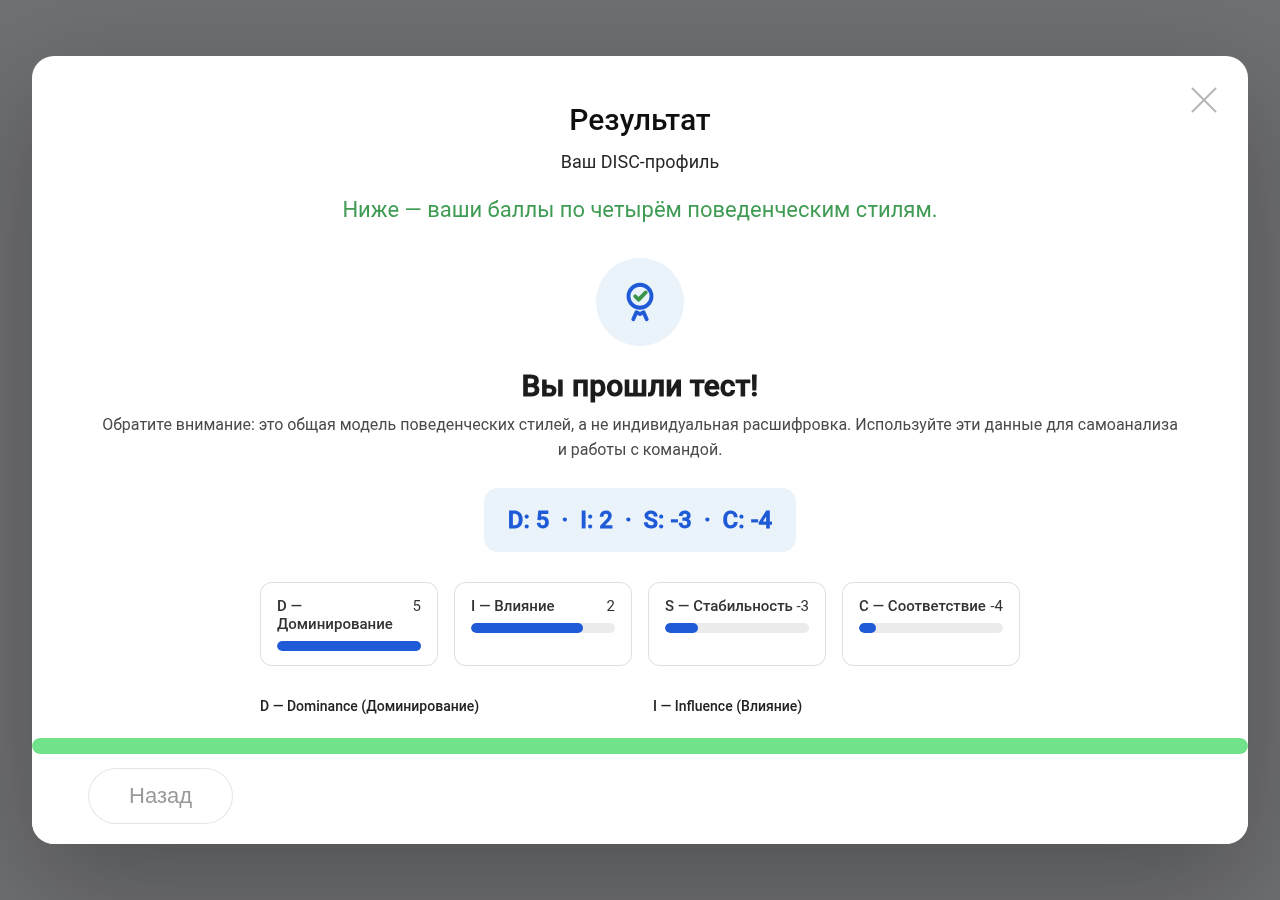 Результат
Ваш DISC-профиль
Ниже — ваши баллы по четырём поведенческим стилям.
Вы прошли тест!
Обратите внимание: это общая модель поведенческих стилей, а не индивидуальная расшифровка. Используйте эти данные для самоанализа
и работы с командой.
D: 5 · I: 2 · S: -3 · C: -4
D — Доминирование 5
I — Влияние 2
S — Стабильность -3
C — Соответствие -4
D — Dominance (Доминирование)
I — Influence (Влияние)
Назад